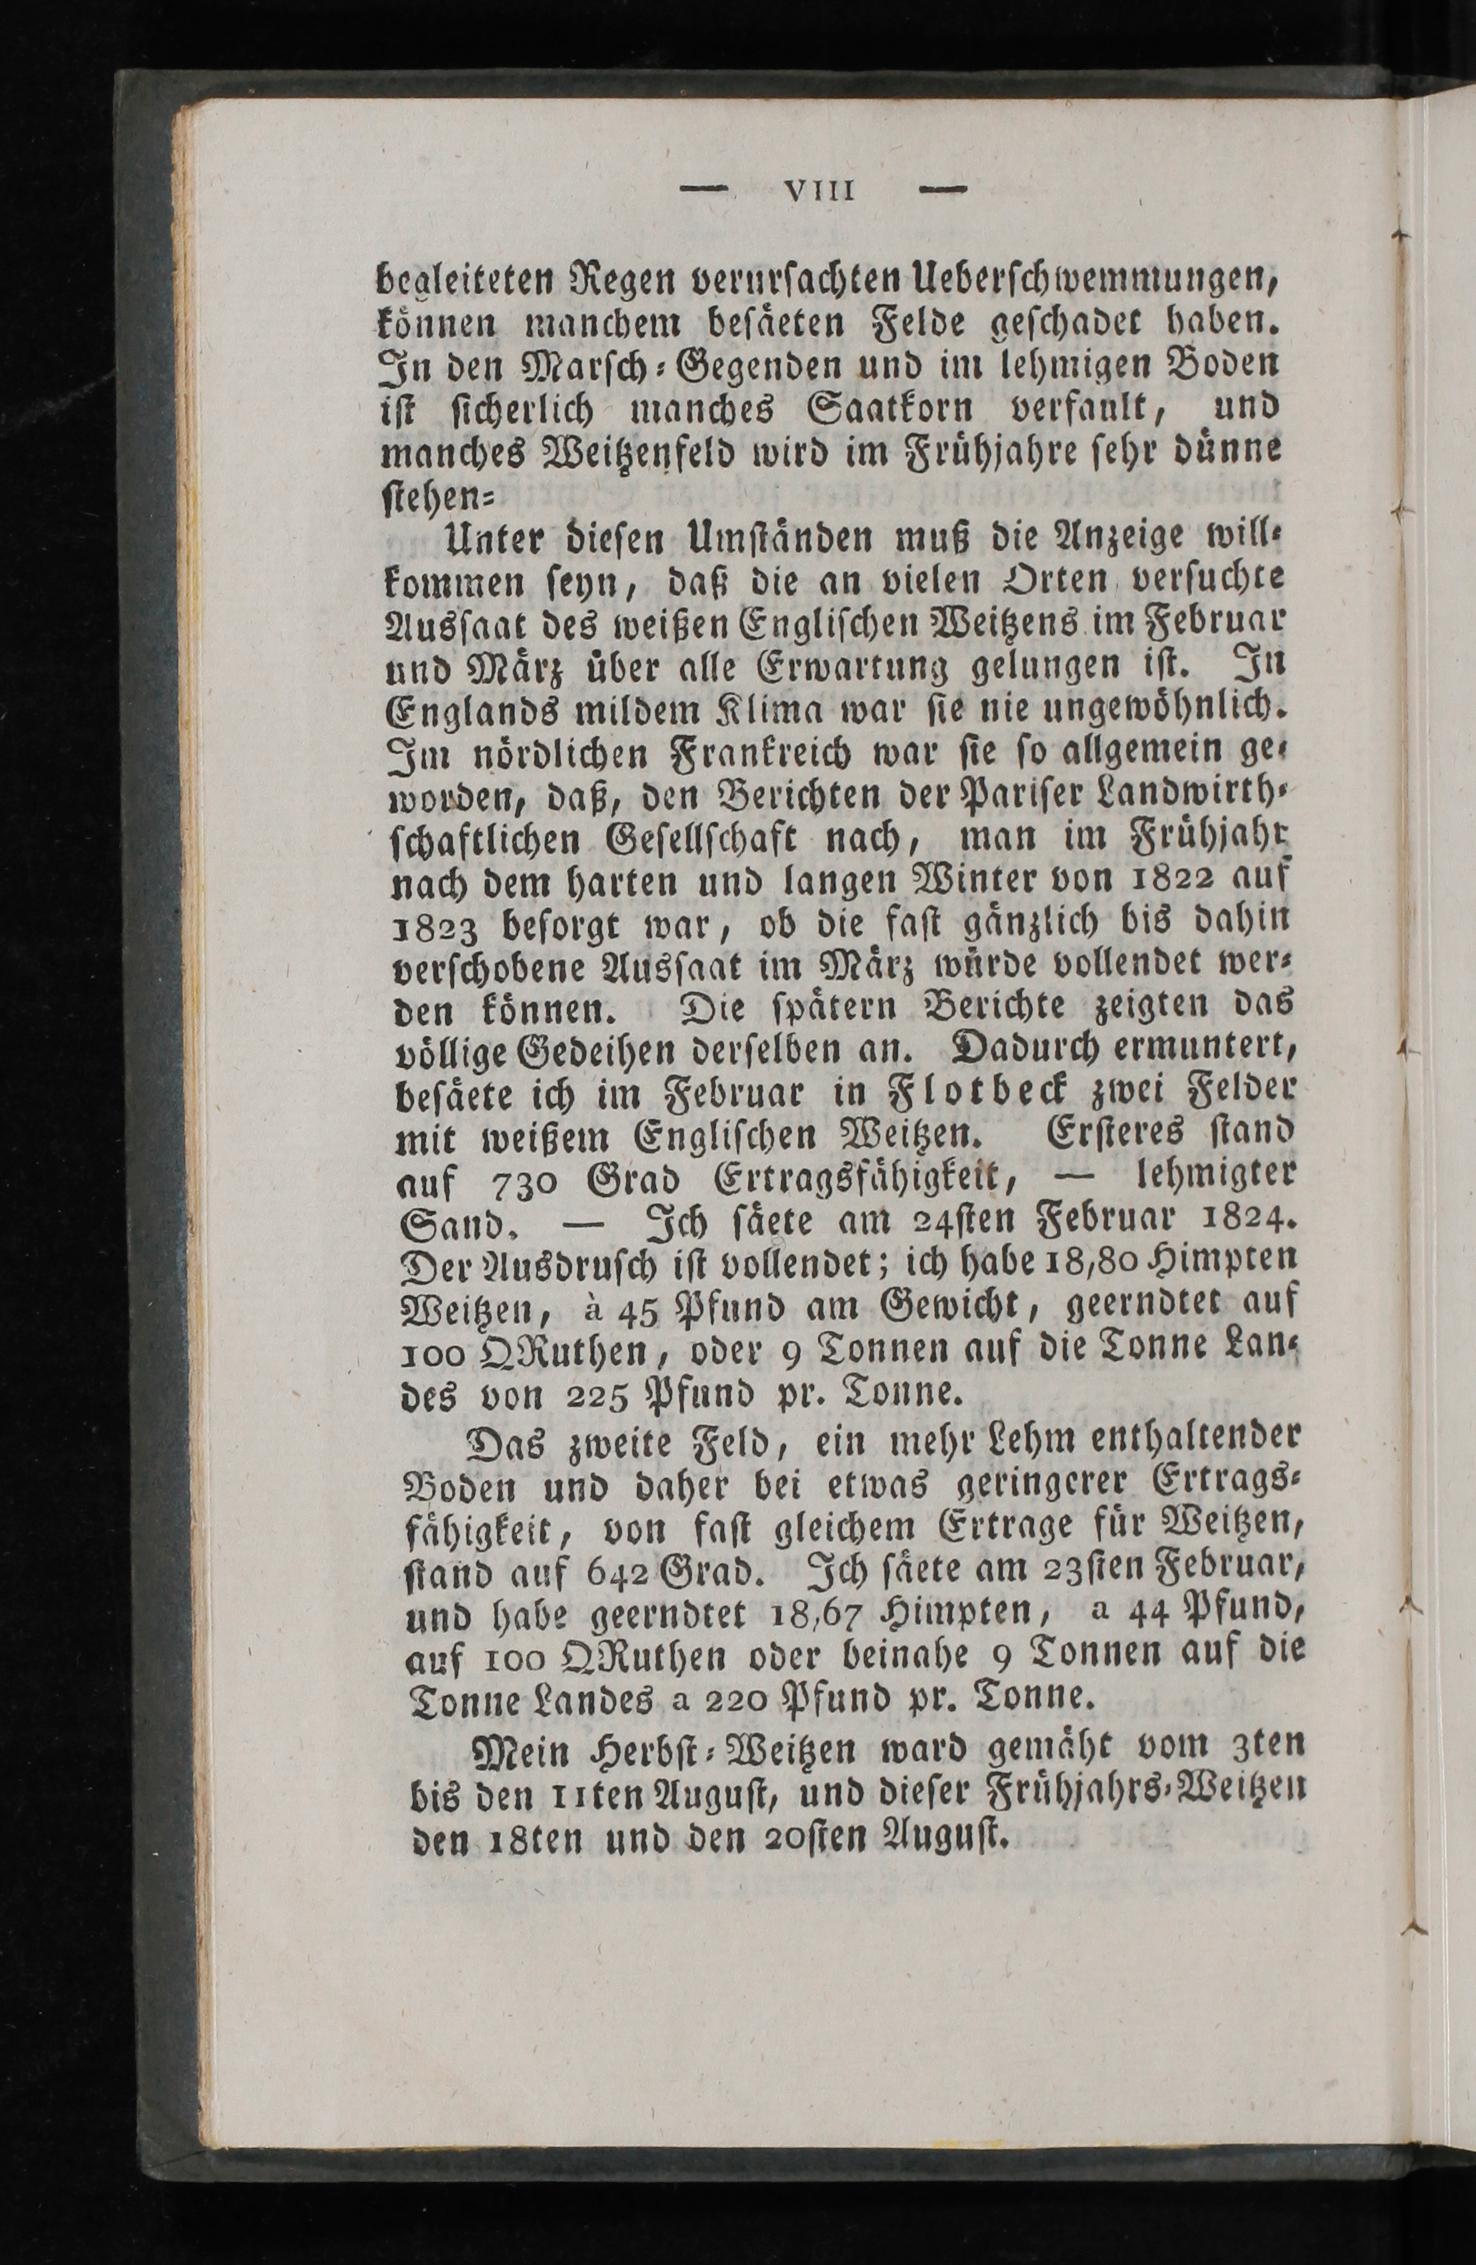 — VIII —
begleiteten Regen verurſachten Ueberſchwemmungen,
können manchem beſäeten Felde geſchadet haben.
In den Marſch-Gegenden und im lehmigen Boden
iſt ſicherlich manches Saatkorn verfault, und
manches Weitzenfeld wird im Frühjahre ſehr dünne
ſtehen-
Unter dieſen Umſtänden muß die Anzeige will-
kommen ſeyn, daß die an vielen Orten verſuchte
Ausſaat des weißen Engliſchen Weitzens im Februar
und März über alle Erwartung gelungen iſt. In
Englands mildem Klima war ſie nie ungewöhnlich.
Im nördlichen Frankreich war ſie ſo allgemein ge-
worden, daß, den Berichten der Pariſer Landwirth-
ſchaftlichen Geſellſchaft nach, man im Frühjahr
nach dem harten und langen Winter von 1822 auf
1823 beſorgt war, ob die faſt gänzlich bis dahin
verſchobene Ausſaat im März würde vollendet wer-
den können. Die ſpätern Berichte zeigten das
völlige Gedeihen derſelben an. Dadurch ermuntert,
beſäete ich im Februar in Flotbeck zwei Felder
mit weißem Engliſchen Weitzen. Erſteres ſtand
auf 730 Grad Ertragsfähigkeit, — lehmigter
Sand. — Ich ſäete am 24ſten Februar 1824.
Der Ausdruſch iſt vollendet; ich habe 18,80 Himpten
Weitzen, à 45 Pfund am Gewicht, geerndtet auf
100 QRuthen, oder 9 Tonnen auf die Tonne Lan-
des von 225 Pfund pr. Tonne.
Das zweite Feld, ein mehr Lehm enthaltender
Boden und daher bei etwas geringerer Ertrags-
fähigkeit, von faſt gleichem Ertrage für Weitzen,
ſtand auf 642 Grad. Ich ſäete am 23ſten Februar,
und habe geerndtet 18,67 Himpten, a 44 Pfund,
auf 100 QRuthen oder beinahe 9 Tonnen auf die
Tonne Landes a 220 Pfund pr. Tonne.
Mein Herbſt-Weitzen ward gemäht vom 3ten
bis den 11ten Auguſt, und dieſer Frühjahrs-Weitzen
den 18ten und den 20ſten Auguſt.